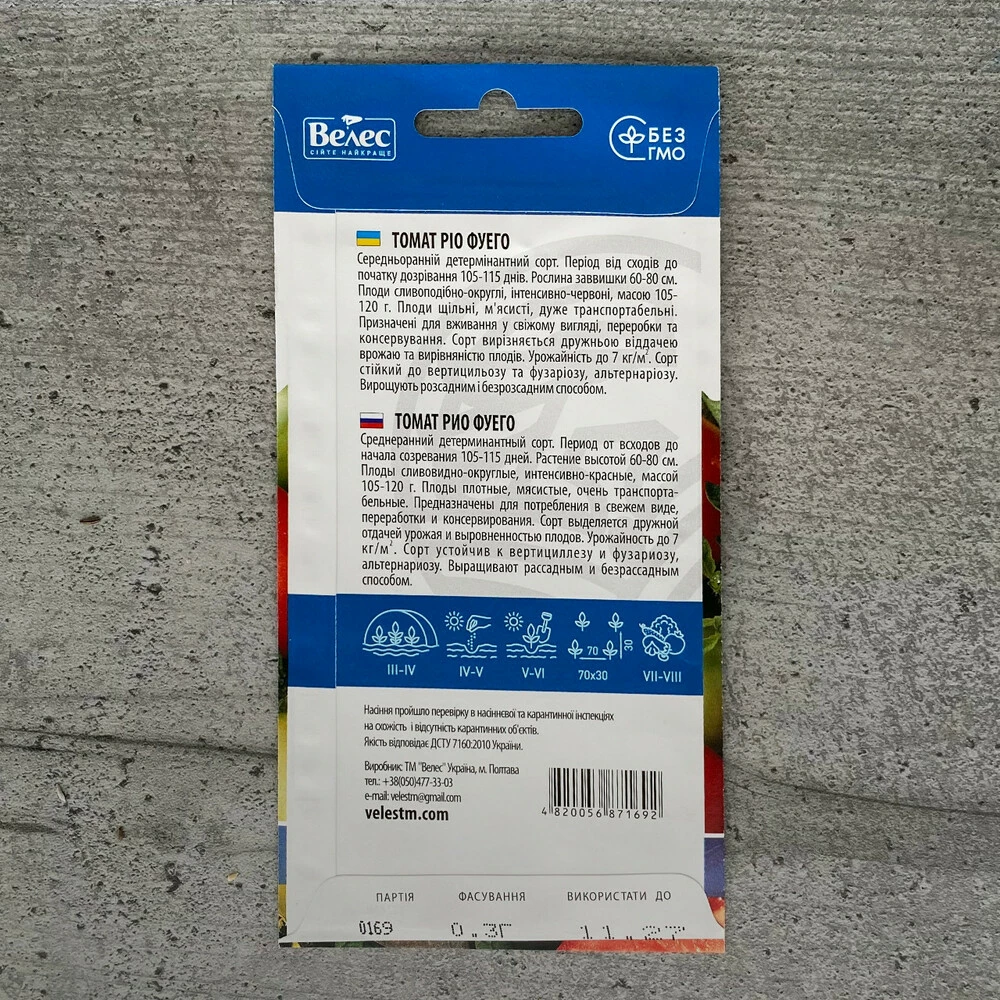 Велес
СІЙТЕ НАЙКРАЩЕ
БЕЗ
ГМО
ТОМАТ РІО ФУЕГО
Середньоранній детермінантний сорт. Період від сходів до
початку дозрівання 105-115 днів. Рослина заввишки 60-80 см.
Плоди сливоподібно-округлі, інтенсивно-червоні, масою 105-
120 г. Плоди щільні, м'ясисті, дуже транспортабельні.
Призначені для вживання у свіжому вигляді, переробки та
консервування. Сорт вирізняється дружньою віддачею
врожаю та вирівняністю плодів. Урожайність до 7 кг/м². Сорт
стійкий до вертицильозу та фузаріозу, альтернаріозу.
Вирощують розсадним і безрозсадним способом.
ТОМАТ РИО ФУЕГО
Среднеранний детерминантный сорт. Период от всходов до
начала созревания 105-115 дней. Растение высотой 60-80 см.
Плоды сливовидно-округлые, интенсивно-красные, массой
105-120 г. Плоды плотные, мясистые, очень транспорта-
бельные. Предназначены для потребления в свежем виде,
переработки и консервирования. Сорт выделяется дружной
отдачей урожая и выровненностью плодов. Урожайность до 7
кг/м². Сорт устойчив к вертициллезу и фузариозу,
альтернариозу. Выращивают рассадным и безрассадным
способом.
70
30
III-IV IV-V V-VI 70x30 VII-VIII
Насіння пройшло перевірку в насіннєвої та карантинної інспекціях
на схожість і відсутність карантинних об'єктів.
Якість відповідає ДСТУ 7160:2010 України.
Виробник: ТМ "Велес" Україна, м. Полтава
тел.: +38(050)477-33-03
e-mail: velestm@gmail.com
velestm.com
4 820056 871692
ПАРТІЯ ФАСУВАННЯ ВИКОРИСТАТИ ДО
0169 0.3Г 11.27